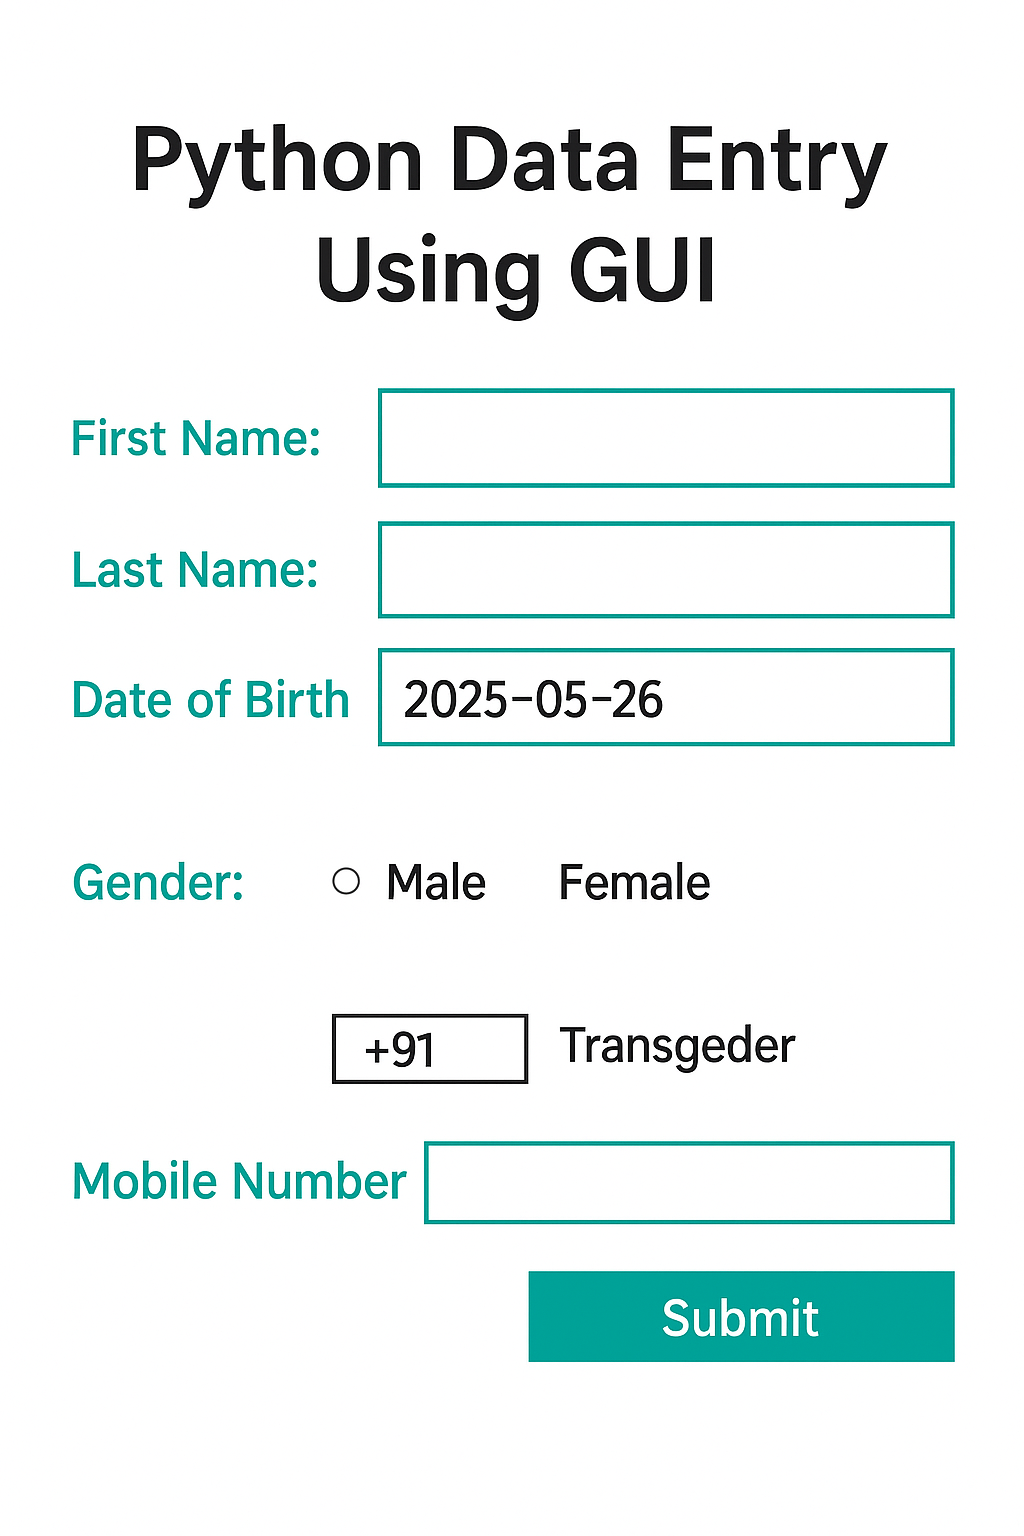 Python Data Entry
Using GUI
First Name:
Last Name:
Date of Birth 2025-05-26
Gender: Male Female
+91 Transgeder
Mobile Number
Submit